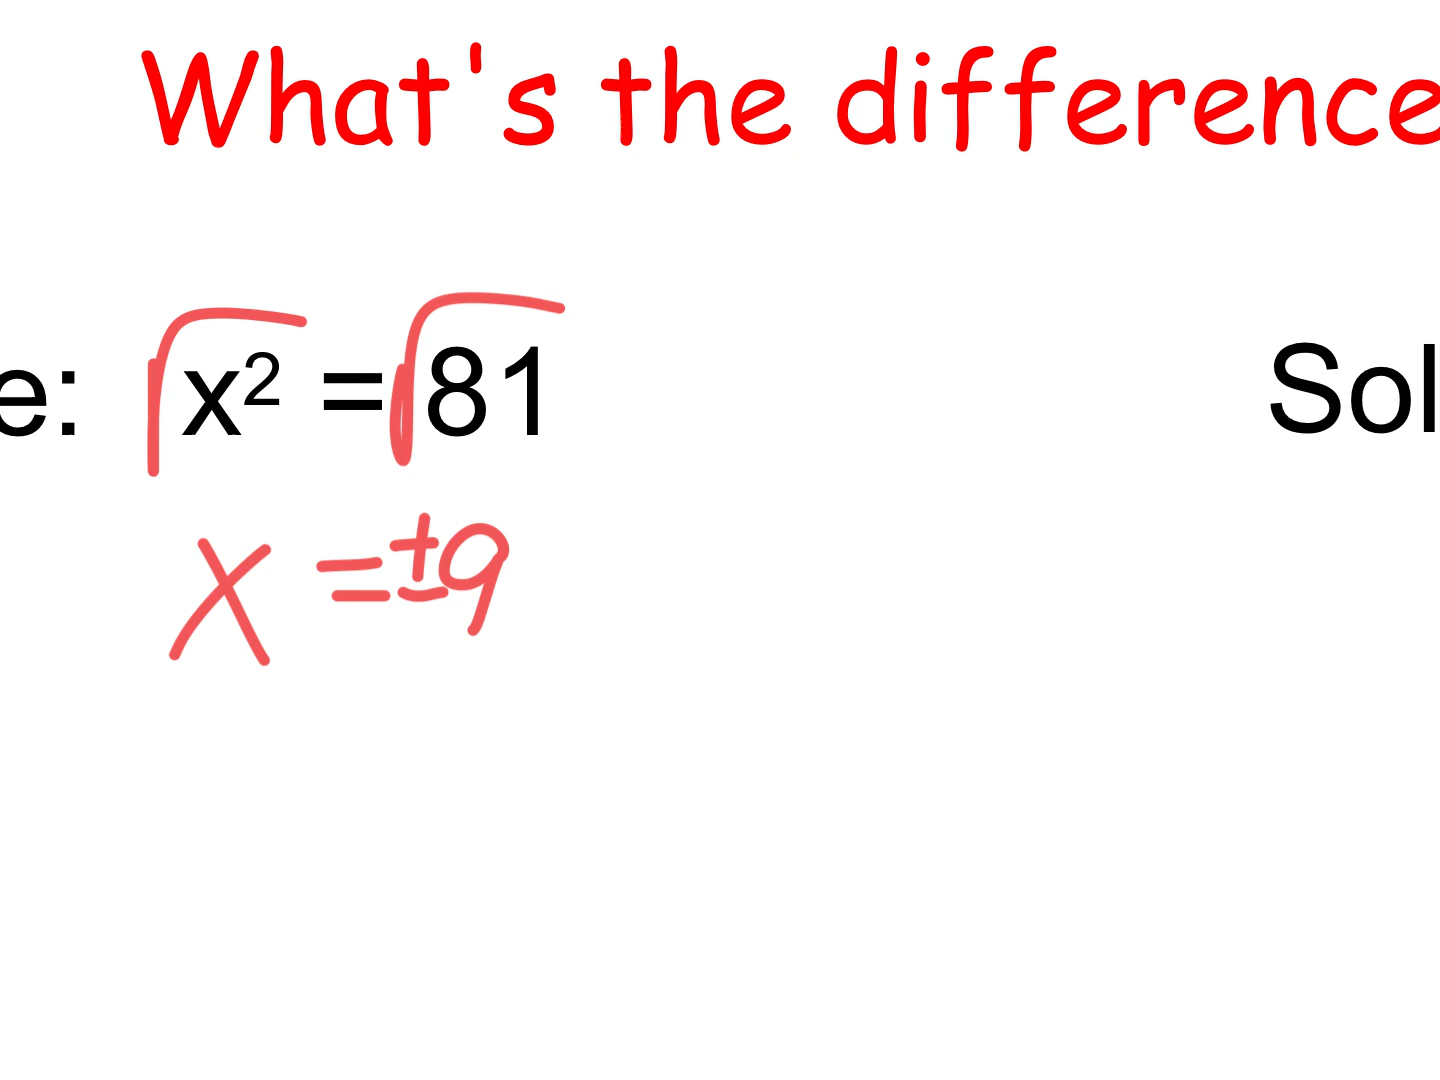 What's the difference
e: √x² = √81 Sol
x = ±9